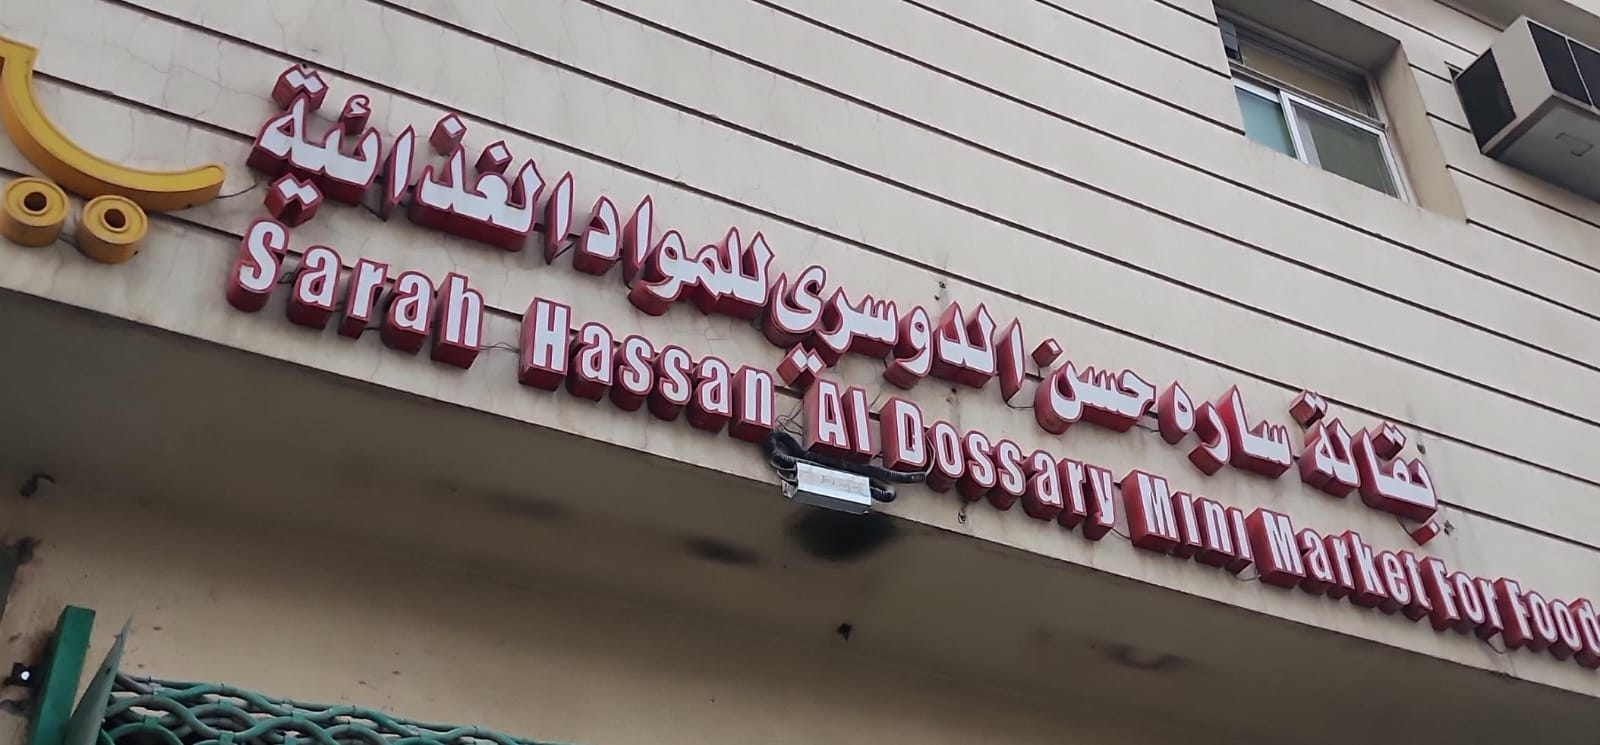 بقالة ساره حسن الدوسري للمواد الغذائية
Sarah Hassan Al Dossary Mini Market For Food